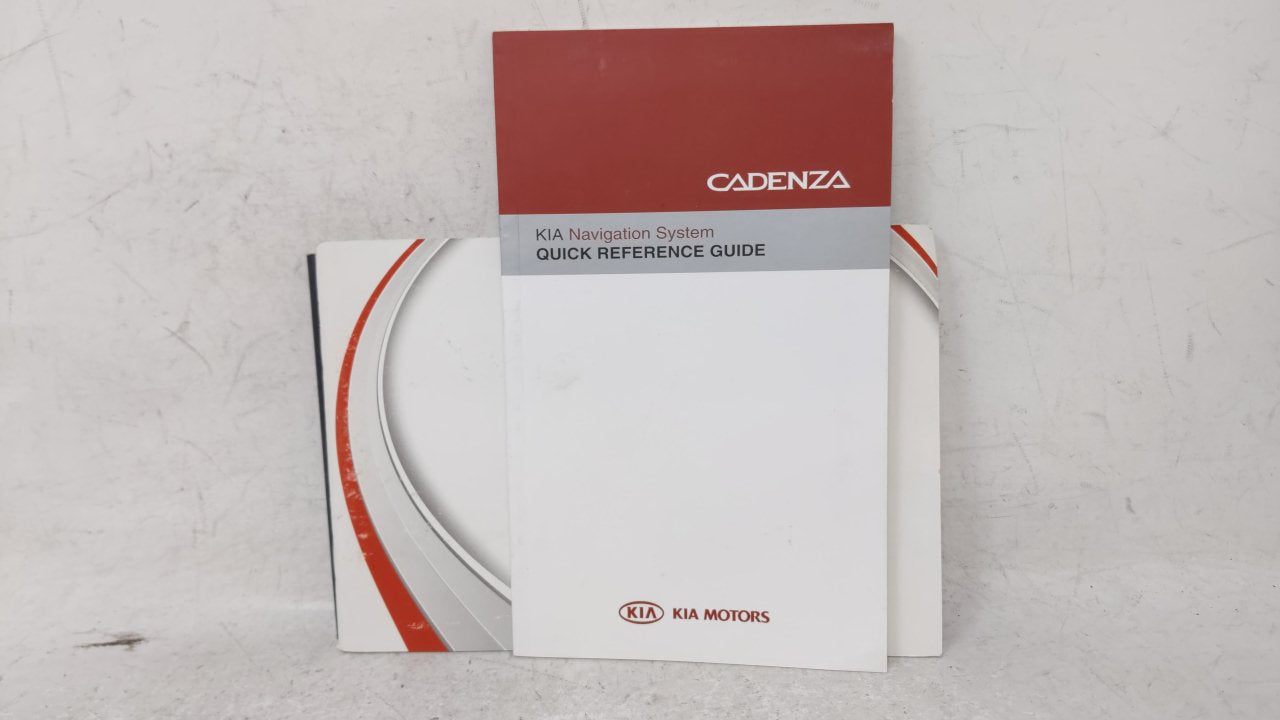 CADENZA
KIA Navigation System
QUICK REFERENCE GUIDE
KIA KIA MOTORS